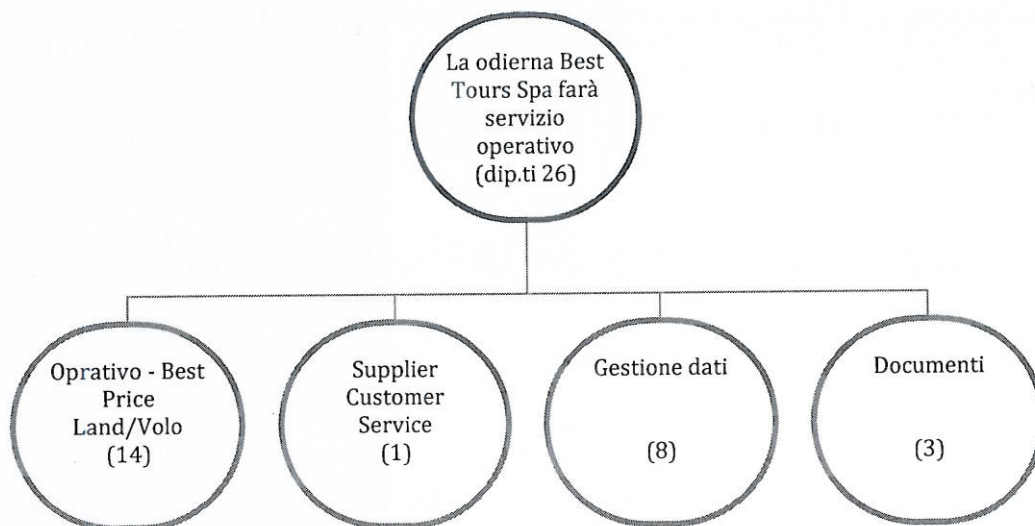 La odierna Best
Tours Spa farà
servizio
operativo
(dip.ti 26)
Oprativo - Best
Price
Land/Volo
(14)
Supplier
Customer
Service
(1)
Gestione dati
(8)
Documenti
(3)